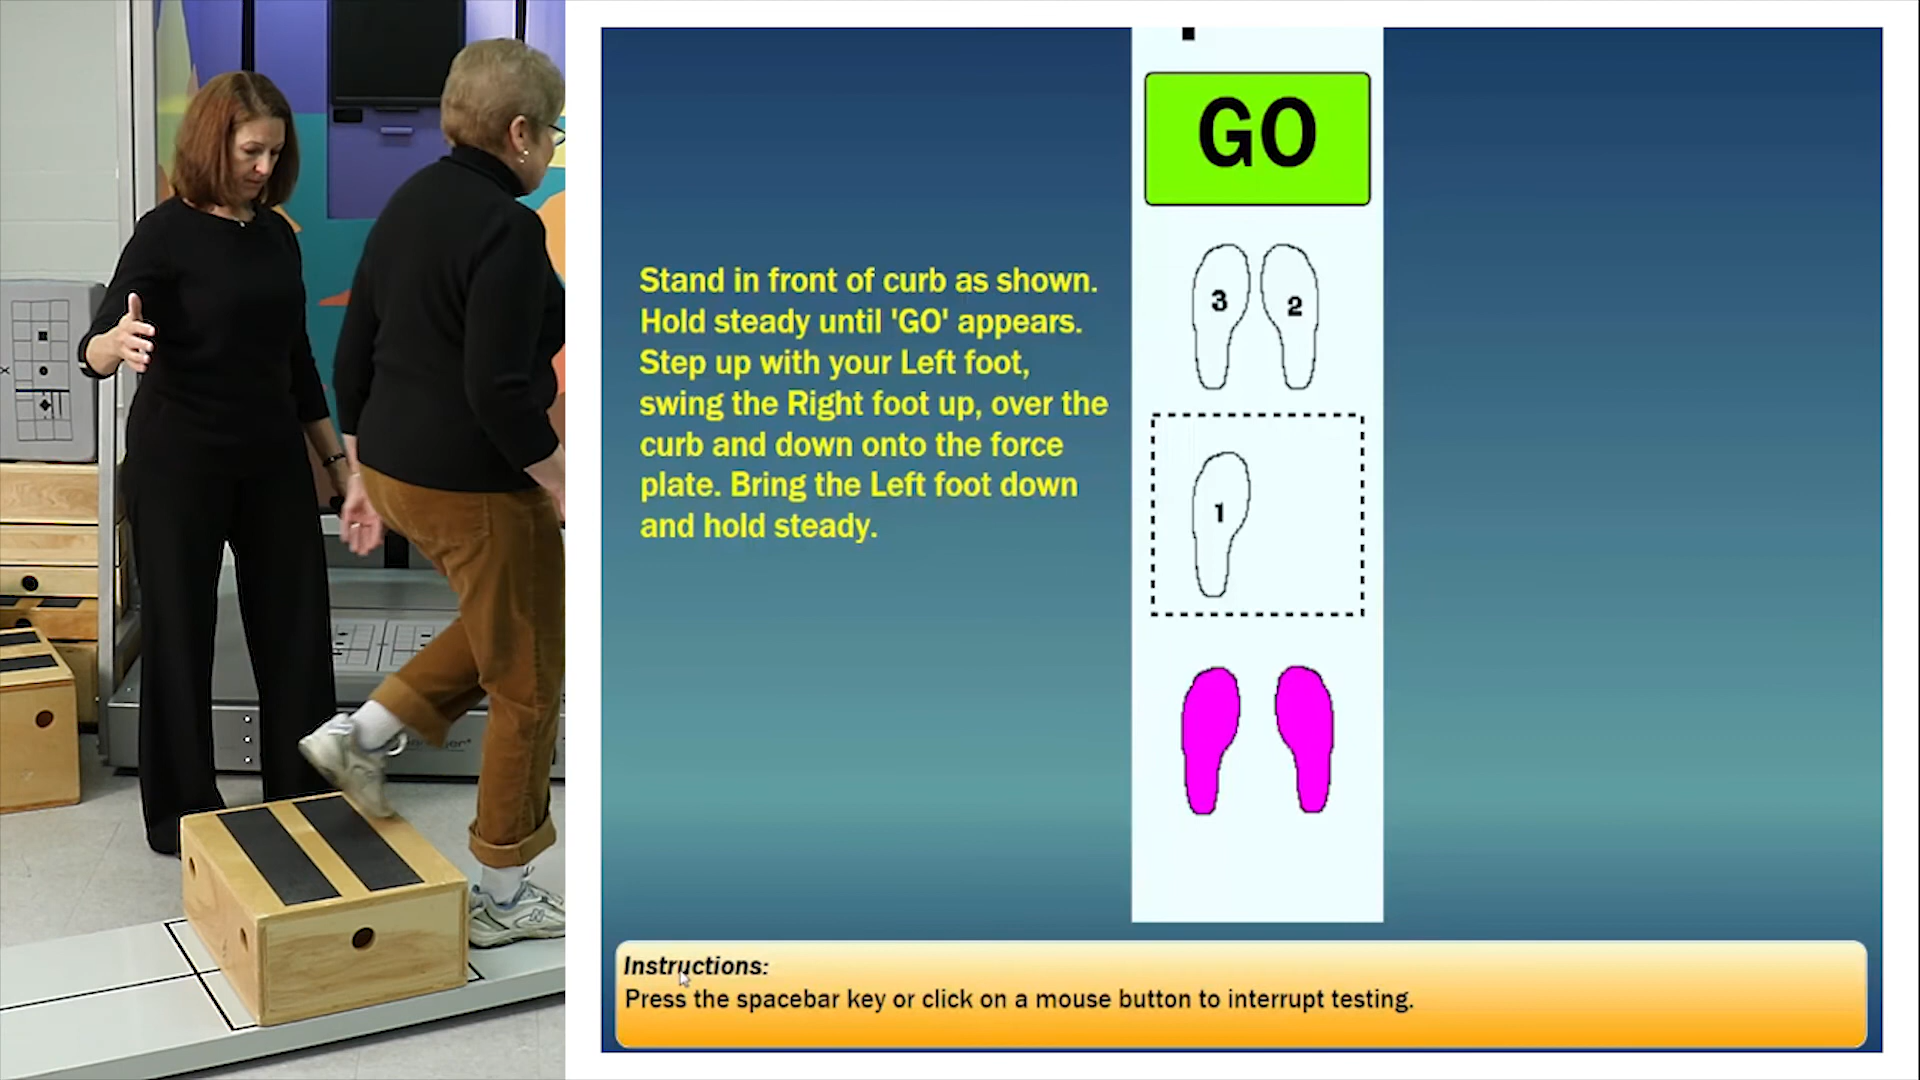 GO
3 2
Stand in front of curb as shown.
Hold steady until 'GO' appears.
Step up with your Left foot,
swing the Right foot up, over the
curb and down onto the force
plate. Bring the Left foot down
and hold steady.
1
Instructions:
Press the spacebar key or click on a mouse button to interrupt testing.